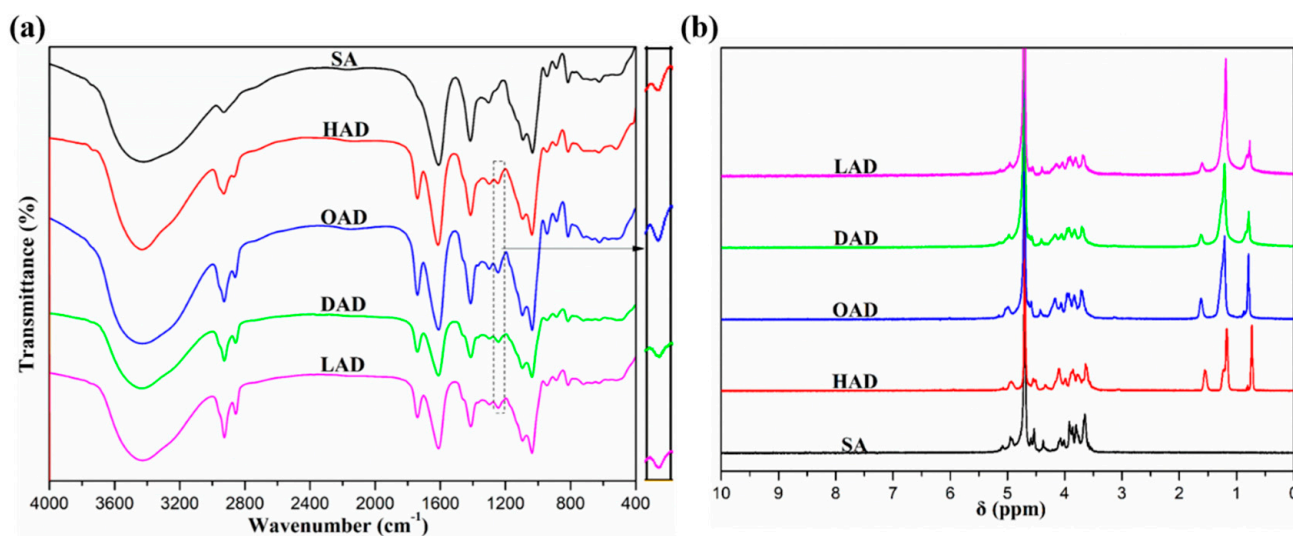 (a)
SA
HAD
OAD
DAD
LAD
Transmittance (%)
4000 3600 3200 2800 2400 2000 1600 1200 800 400
Wavenumber (cm⁻¹)
(b)
LAD
DAD
OAD
HAD
SA
10 9 8 7 6 5 4 3 2 1 0
δ (ppm)